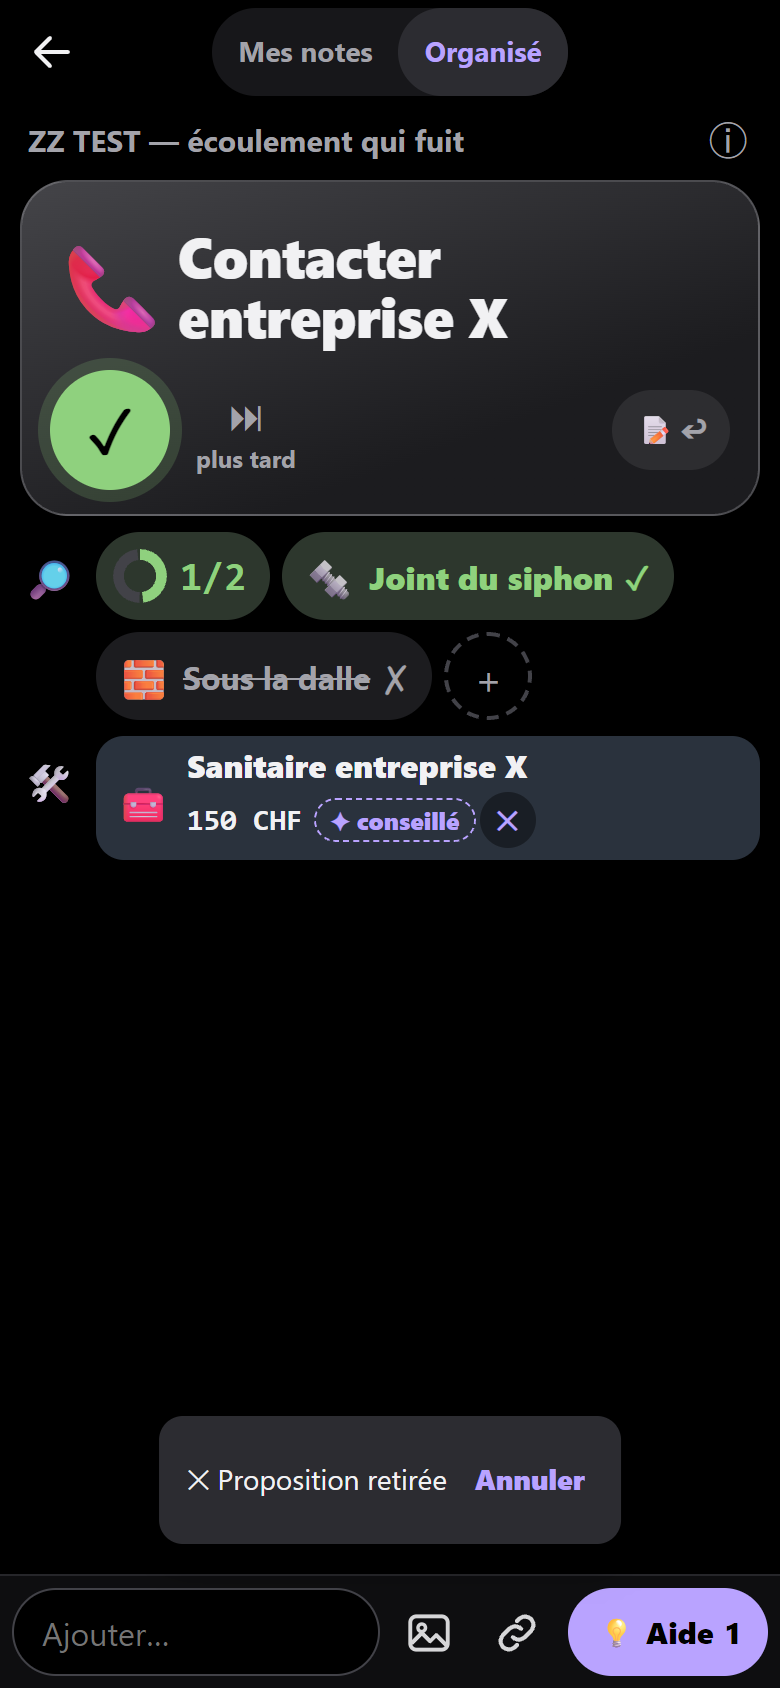 Mes notes
Organisé
ZZ TEST — écoulement qui fuit
Contacter
entreprise X
plus tard
1/2
Joint du siphon ✓
Sous la dalle ✗
+
Sanitaire entreprise X
150 CHF ✦ conseillé ✕
✕ Proposition retirée Annuler
Ajouter…
Aide 1